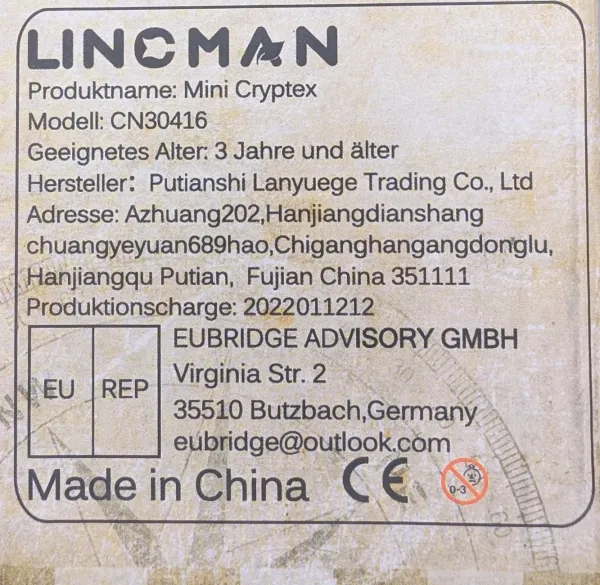 LINCMAN
Produktname: Mini Cryptex
Modell: CN30416
Geeignetes Alter: 3 Jahre und älter
Hersteller: Putianshi Lanyuege Trading Co., Ltd
Adresse: Azhuang202,Hanjiangdianshang
chuangyeyuan689hao,Chiganghangangdonglu,
Hanjiangqu Putian, Fujian China 351111
Produktionscharge: 2022011212
EU REP
EUBRIDGE ADVISORY GMBH
Virginia Str. 2
35510 Butzbach,Germany
eubridge@outlook.com
Made in China CE 0-3